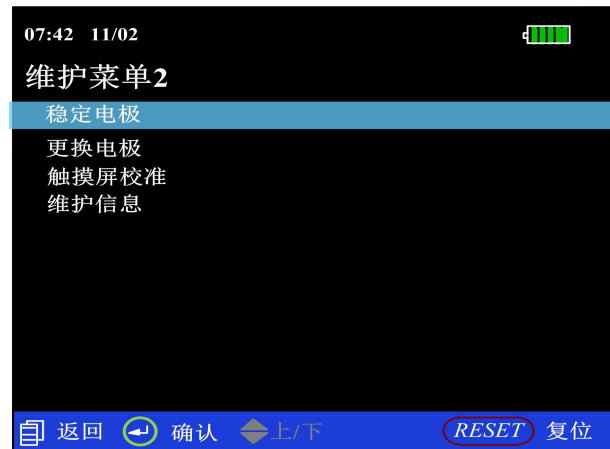 07:42 11/02
维护菜单2
稳定电极
更换电极
触摸屏校准
维护信息
返回 确认 上/下 RESET 复位